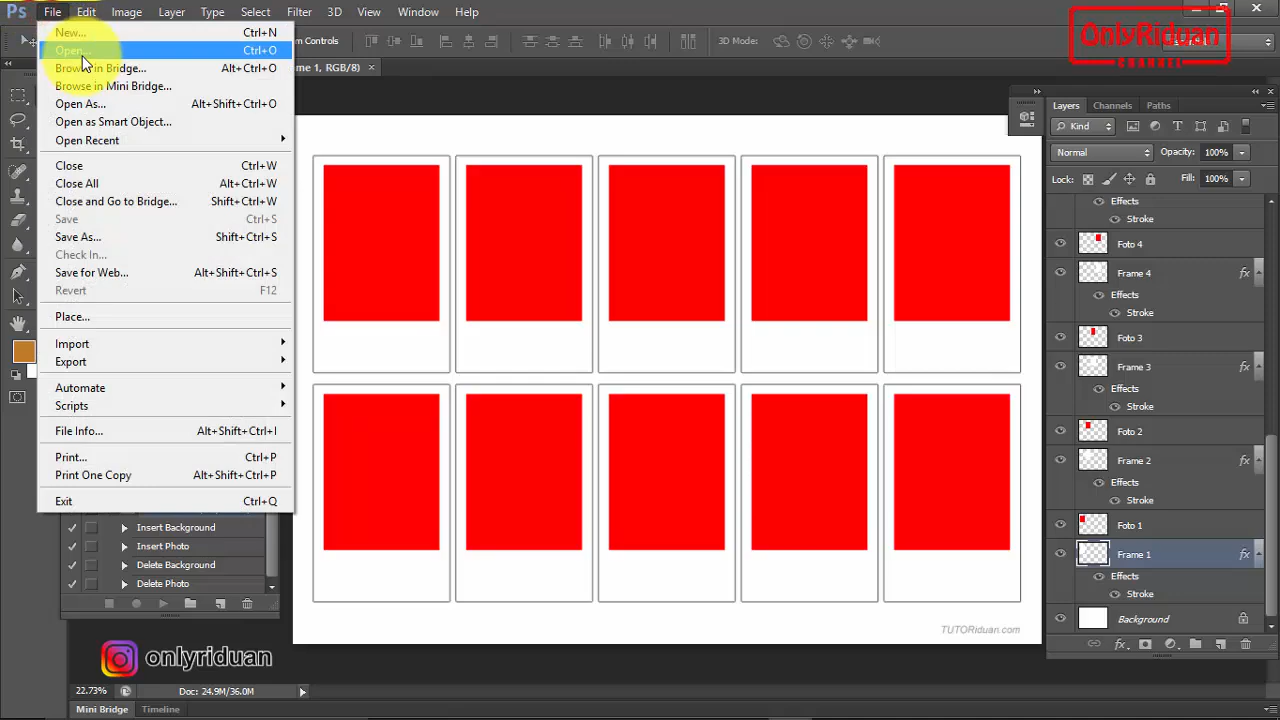 Ps File Edit Image Layer Type Select Filter 3D View Window Help
m Controls 3D Mode:
OnlyRiduan
CHANNEL
me 1, RGB/8) ×
New... Ctrl+N
Open... Ctrl+O
Browse in Bridge... Alt+Ctrl+O
Browse in Mini Bridge...
Open As... Alt+Shift+Ctrl+O
Open as Smart Object...
Open Recent
Close Ctrl+W
Close All Alt+Ctrl+W
Close and Go to Bridge... Shift+Ctrl+W
Save Ctrl+S
Save As... Shift+Ctrl+S
Check In...
Save for Web... Alt+Shift+Ctrl+S
Revert F12
Place...
Import
Export
Automate
Scripts
File Info... Alt+Shift+Ctrl+I
Print... Ctrl+P
Print One Copy Alt+Shift+Ctrl+P
Exit Ctrl+Q
Insert Background
Insert Photo
Delete Background
Delete Photo
TUTORiduan.com
onlyriduan
22.73% Doc: 24.9M/36.0M
Mini Bridge Timeline
Layers Channels Paths
Kind
Normal Opacity: 100%
Lock: Fill: 100%
Effects
Stroke
Foto 4
Frame 4 fx
Effects
Stroke
Foto 3
Frame 3 fx
Effects
Stroke
Foto 2
Frame 2 fx
Effects
Stroke
Foto 1
Frame 1 fx
Effects
Stroke
Background
fx